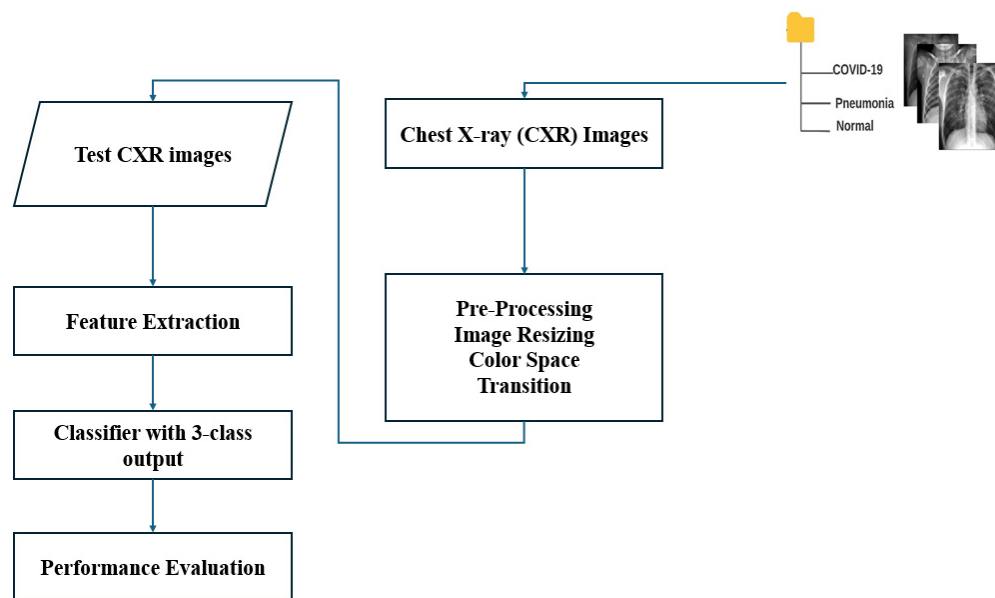 COVID-19
Pneumonia
Normal
Chest X-ray (CXR) Images
Pre-Processing
Image Resizing
Color Space
Transition
Test CXR images
Feature Extraction
Classifier with 3-class
output
Performance Evaluation